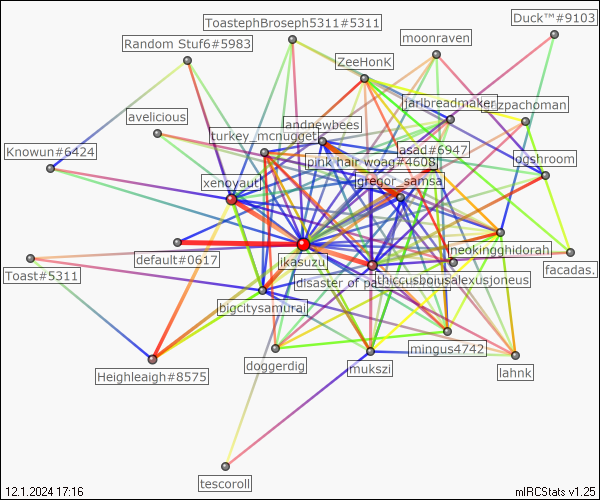 Duck™#9103
ToastephBroseph5311#5311
moonraven
Random Stuf6#5983
ZeeHonK
jarlbreadmaker
zpachoman
avelicious
landnewbees
turkey_mcnugget
Knowun#6424
asad#6947
pink hair woag#4608
ogshroom
xenoyaut
gregor_samsa
neokingghidorah
default#0617
ikasuzu
facadas.
Toast#5311
disaster of pa
thiccusboiusalexusjoneus
bigcitysamurai
mingus4742
doggerdig
mukszi
lahnk
Heighleaigh#8575
tescoroll
12.1.2024 17:16
mIRCStats v1.25